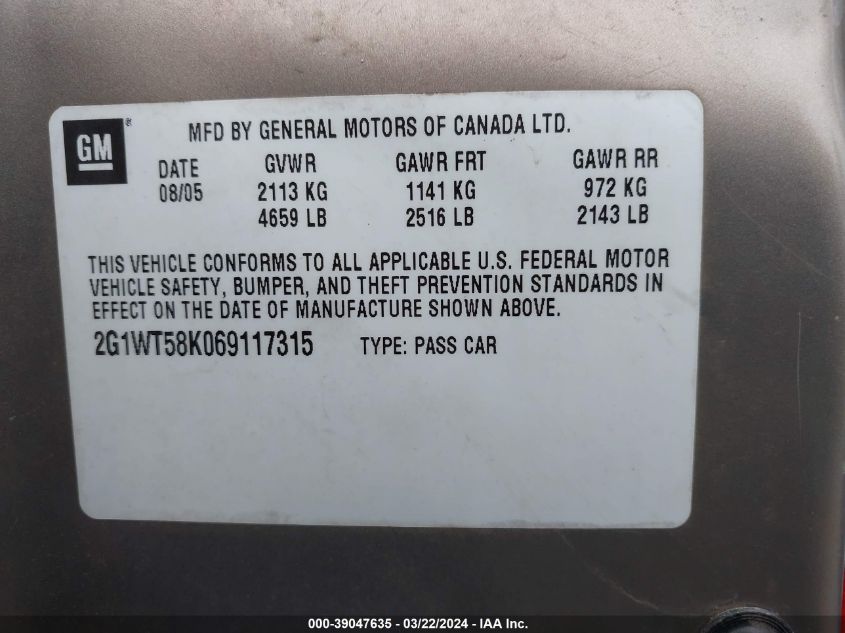 GM®
MFD BY GENERAL MOTORS OF CANADA LTD.
DATE GVWR GAWR FRT GAWR RR
08/05 2113 KG 1141 KG 972 KG
4659 LB 2516 LB 2143 LB
THIS VEHICLE CONFORMS TO ALL APPLICABLE U.S. FEDERAL MOTOR
VEHICLE SAFETY, BUMPER, AND THEFT PREVENTION STANDARDS IN
EFFECT ON THE DATE OF MANUFACTURE SHOWN ABOVE.
2G1WT58K069117315 TYPE: PASS CAR
000-39047635 - 03/22/2024 - IAA Inc.